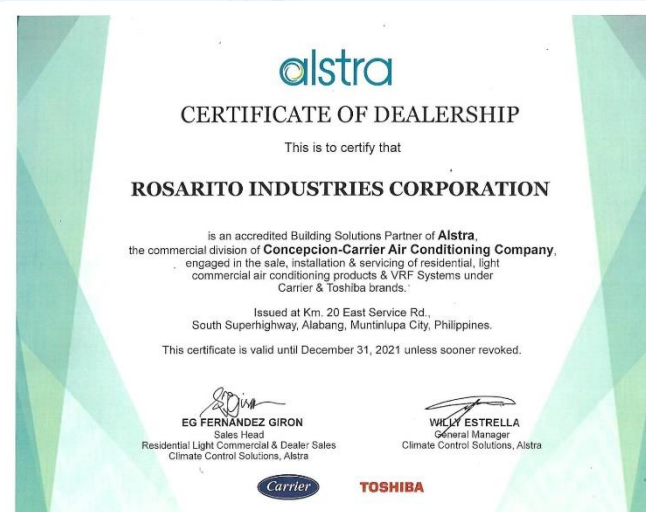 alstra
CERTIFICATE OF DEALERSHIP
This is to certify that
ROSARITO INDUSTRIES CORPORATION
is an accredited Building Solutions Partner of Alstra,
the commercial division of Concepcion-Carrier Air Conditioning Company,
engaged in the sale, installation & servicing of residential, light
commercial air conditioning products & VRF Systems under
Carrier & Toshiba brands.
Issued at Km. 20 East Service Rd.,
South Superhighway, Alabang, Muntinlupa City, Philippines.
This certificate is valid until December 31, 2021 unless sooner revoked.
EG FERNANDEZ GIRON
Sales Head
Residential Light Commercial & Dealer Sales
Climate Control Solutions, Alstra
WILLY ESTRELLA
General Manager
Climate Control Solutions, Alstra
Carrier
TOSHIBA